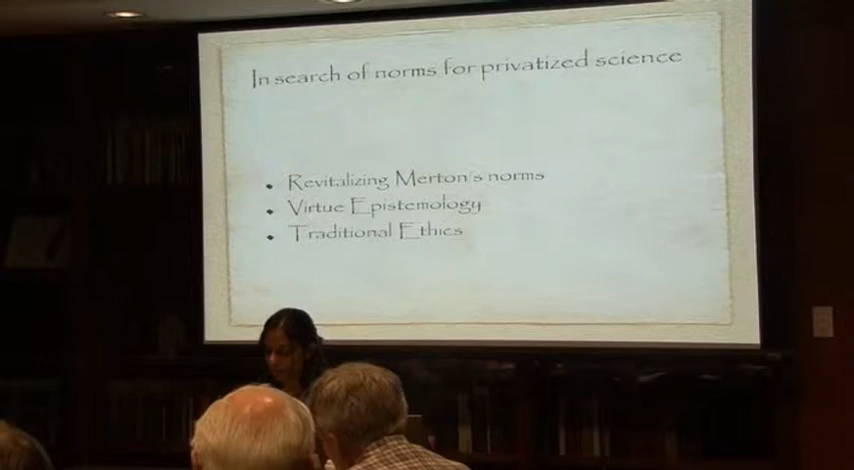 In search of norms for privatized science
• Revitalizing Merton's norms
• Virtue Epistemology
• Traditional Ethics